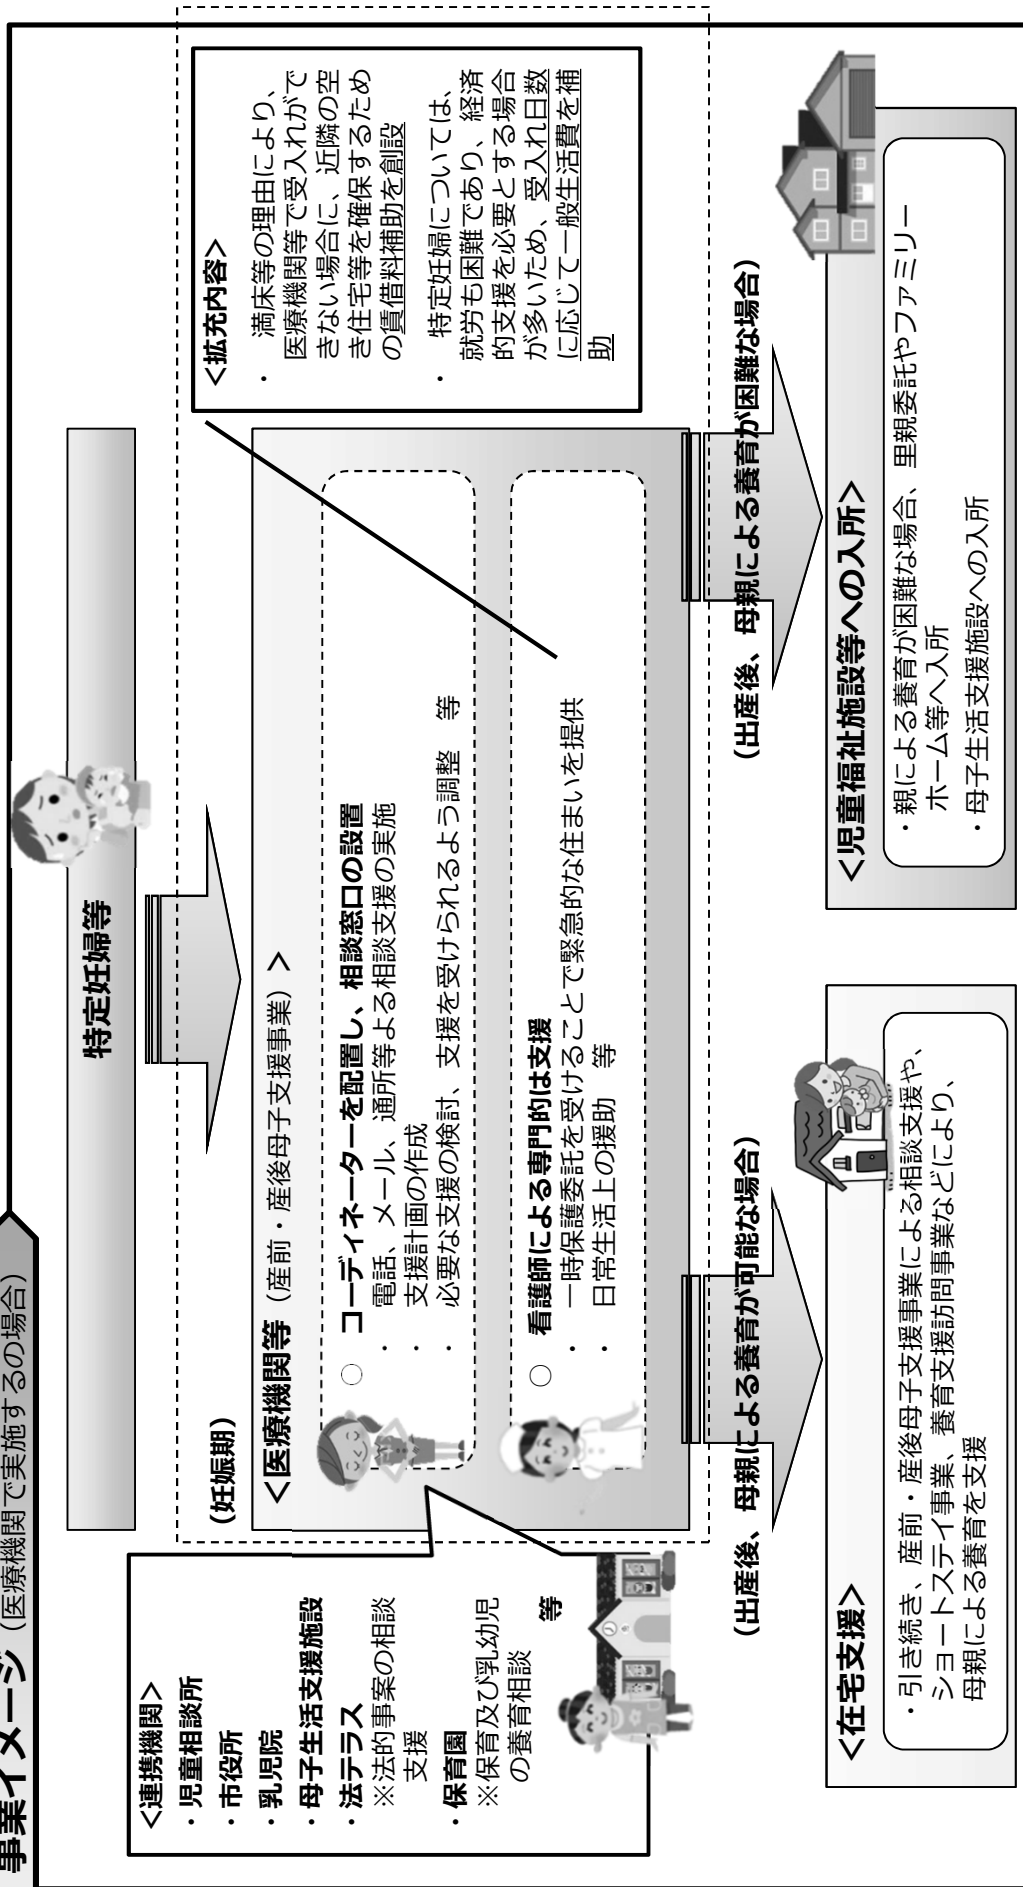 事業イメージ（医療機関で実施するの場合）
特定妊婦等
（妊娠期）
＜医療機関等（産前・産後母子支援事業）＞
○ コーディネーターを配置し、相談窓口の設置
・ 電話、メール、通所等よる相談支援の実施
・ 支援計画の作成
・ 必要な支援の検討、支援を受けられるよう調整　等
○ 看護師による専門的は支援
・ 一時保護委託を受けることで緊急的な住まいを提供
・ 日常生活上の援助　等
＜連携機関＞
・児童相談所
・市役所
・乳児院
・母子生活支援施設
・法テラス
※法的事案の相談
支援
・保育園
※保育及び乳幼児
の養育相談
等
＜拡充内容＞
・ 満床等の理由により、
医療機関等で受入れがで
きない場合に、近隣の空
き住宅等を確保するため
の賃借料補助を創設
・ 特定妊婦については、
就労も困難であり、経済
的支援を必要とする場合
が多いため、受入れ日数
に応じて一般生活費を補
助
（出産後、母親による養育が可能な場合）
＜在宅支援＞
・引き続き、産前・産後母子支援事業による相談支援や、
ショートステイ事業、養育支援訪問事業などにより、
母親による養育を支援
（出産後、母親による養育が困難な場合）
＜児童福祉施設等への入所＞
・親による養育が困難な場合、里親委託やファミリー
ホーム等へ入所
・母子生活支援施設への入所